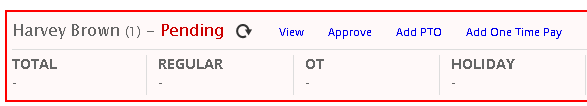 Harvey Brown (1) – Pending View Approve Add PTO Add One Time Pay
TOTAL REGULAR OT HOLIDAY
- - - -